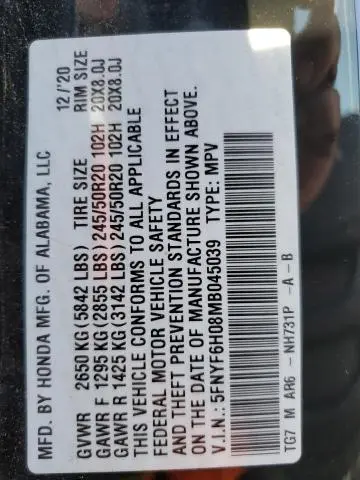 MFD. BY HONDA MFG. OF ALABAMA, LLC 12/'20
GVWR 2650 KG (5842 LBS) TIRE SIZE RIM SIZE
GAWR F 1295 KG (2855 LBS) 245/50R20 102H 20X8.0J
GAWR R 1425 KG (3142 LBS) 245/50R20 102H 20X8.0J
THIS VEHICLE CONFORMS TO ALL APPLICABLE
FEDERAL MOTOR VEHICLE SAFETY
AND THEFT PREVENTION STANDARDS IN EFFECT
ON THE DATE OF MANUFACTURE SHOWN ABOVE.
V.I.N.: 5FNYF6H08MB045039 TYPE: MPV
TG7 M AR6 - NH731P -A -B